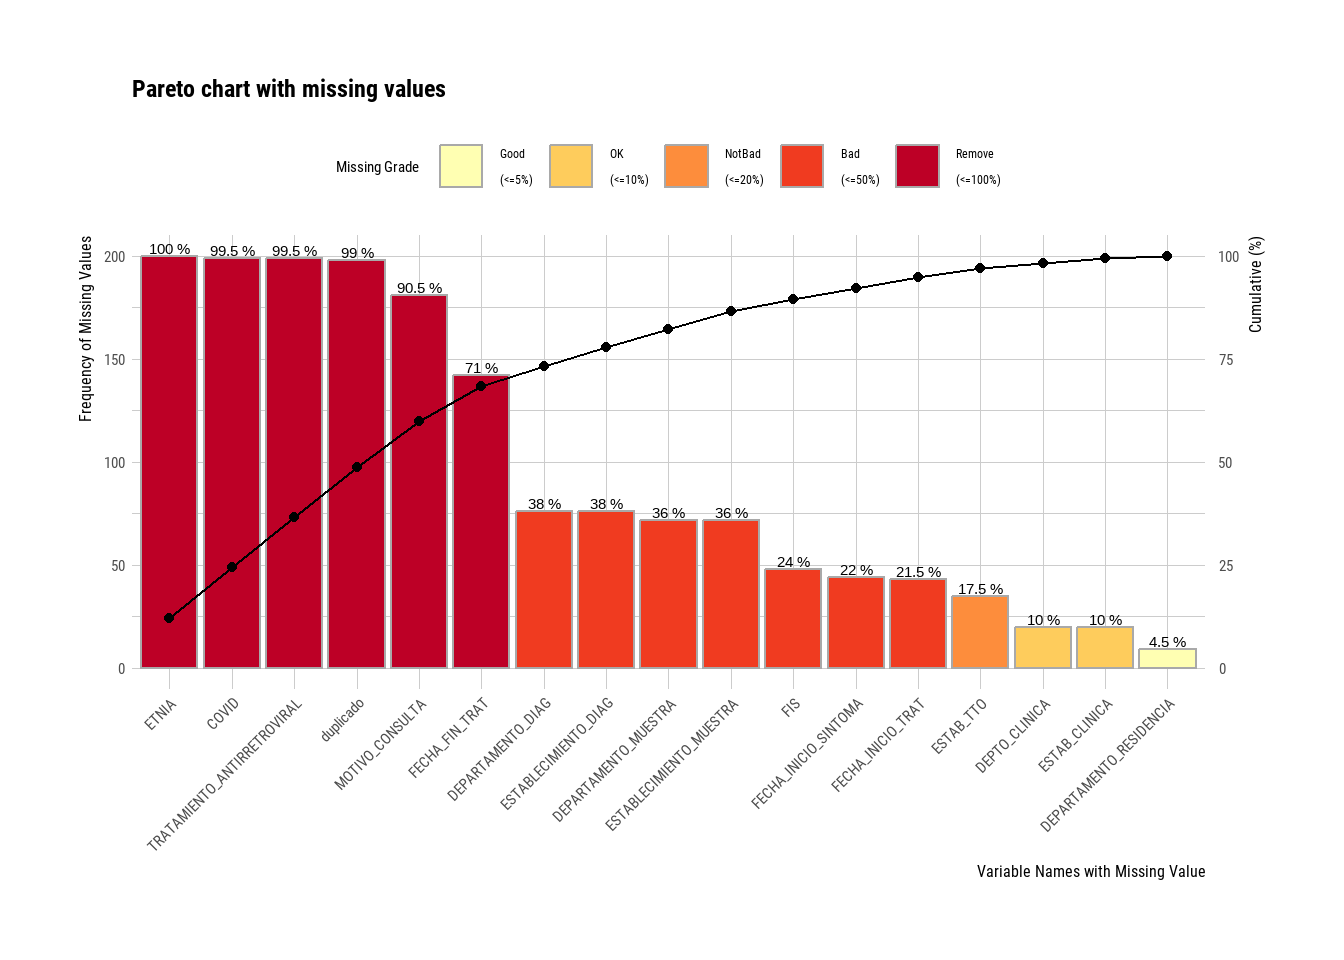 Pareto chart with missing values
Missing Grade
Good
(<=5%)
OK
(<=10%)
NotBad
(<=20%)
Bad
(<=50%)
Remove
(<=100%)
Frequency of Missing Values
200
150
100
50
0
100 %
99.5 %
99.5 %
99 %
90.5 %
71 %
38 %
38 %
36 %
36 %
24 %
22 %
21.5 %
17.5 %
10 %
10 %
4.5 %
100
75
50
25
0
Cumulative (%)
ETNIA
COVID
TRATAMIENTO_ANTIRRETROVIRAL
duplicado
MOTIVO_CONSULTA
FECHA_FIN_TRAT
DEPARTAMENTO_DIAG
ESTABLECIMIENTO_DIAG
DEPARTAMENTO_MUESTRA
ESTABLECIMIENTO_MUESTRA
FIS
FECHA_INICIO_SINTOMA
FECHA_INICIO_TRAT
ESTAB_TTO
DEPTO_CLINICA
ESTAB_CLINICA
DEPARTAMENTO_RESIDENCIA
Variable Names with Missing Value